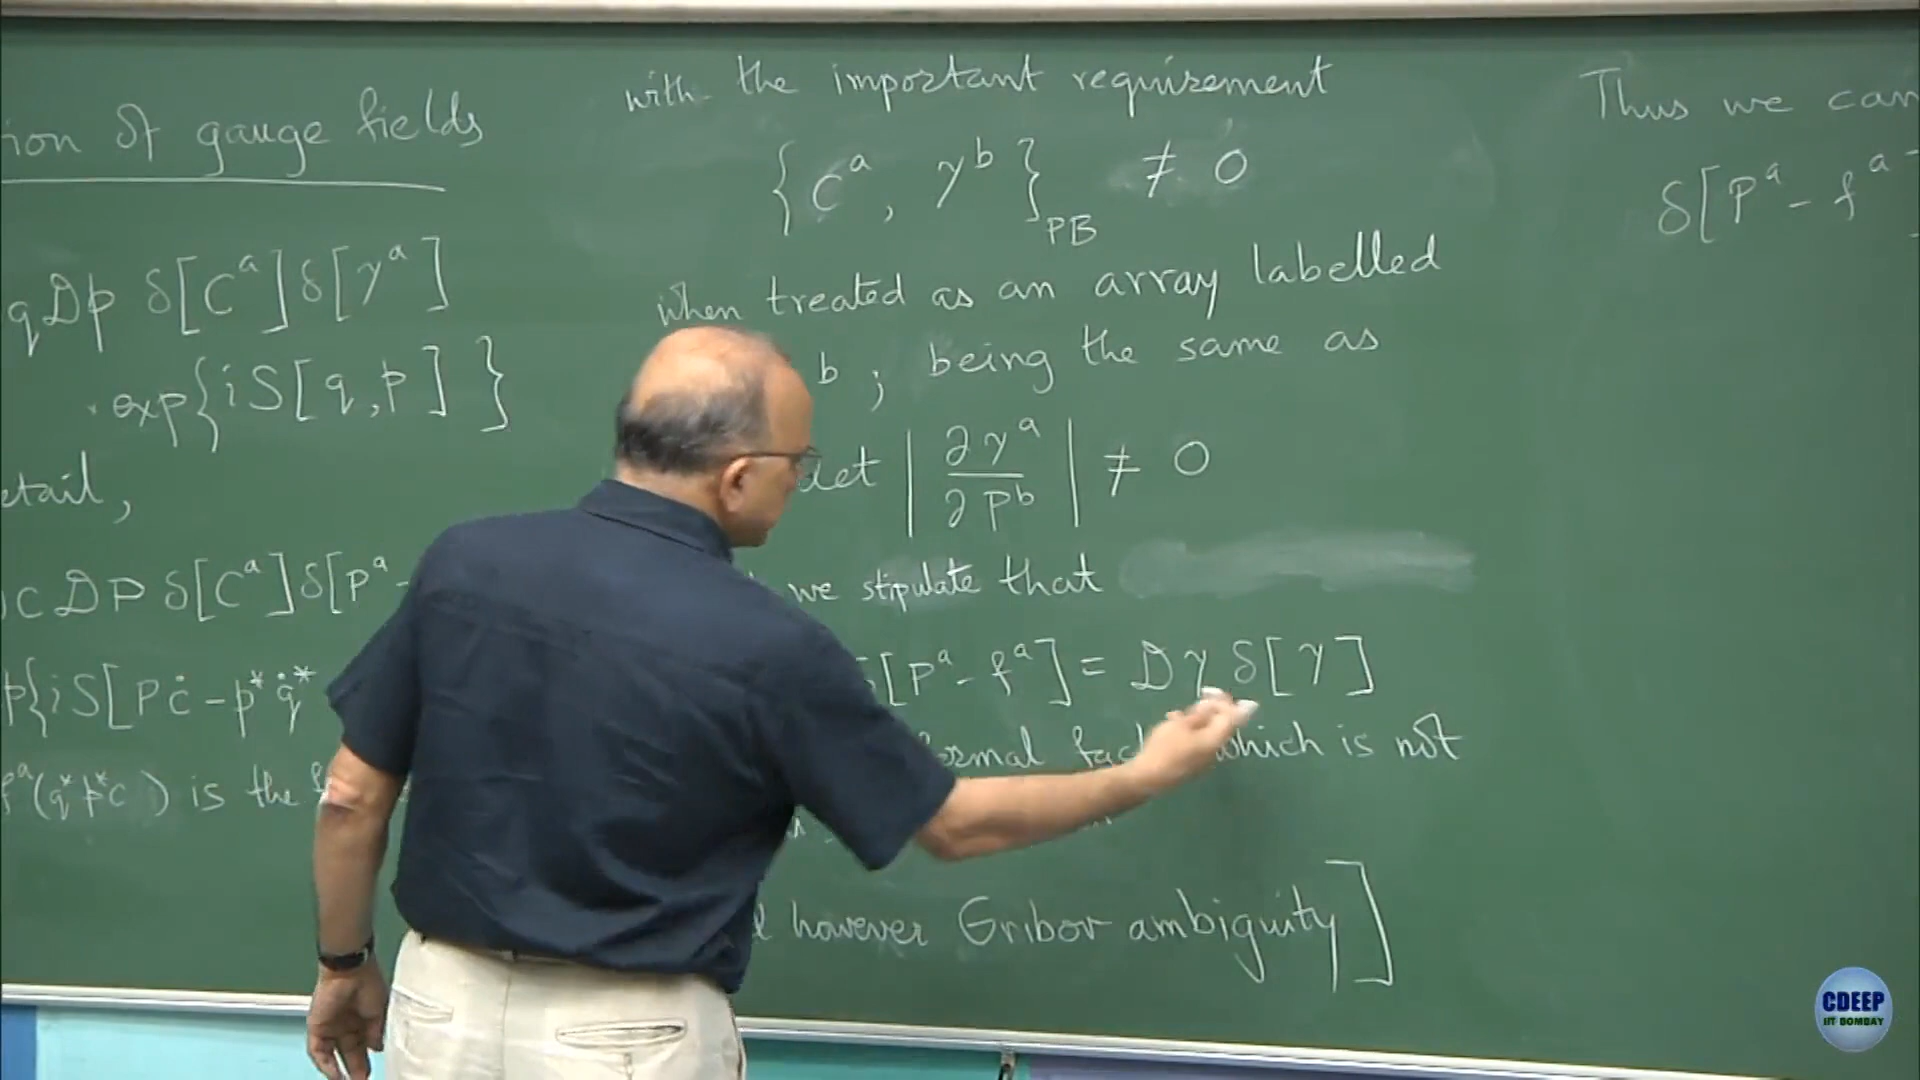 ion of gauge fields
qDp δ[C^a]δ[γ^a]
exp{iS[q,p]}
etail,
DCDP δ[C^a]δ[P^a-
p{iS[Pċ-p*q̇*
f^a(q*p*c) is the
with the important requirement
{C^a, γ^b}_PB ≠ 0
when treated as an array labelled
b; being the same as
det |∂γ^a/∂P^b| ≠ 0
we stipulate that
δ[P^a-f^a] = Dγ δ[γ]
which is not
however Gribov ambiguity]
Thus we can
δ[P^a-f^a
CDEEP
IIT BOMBAY